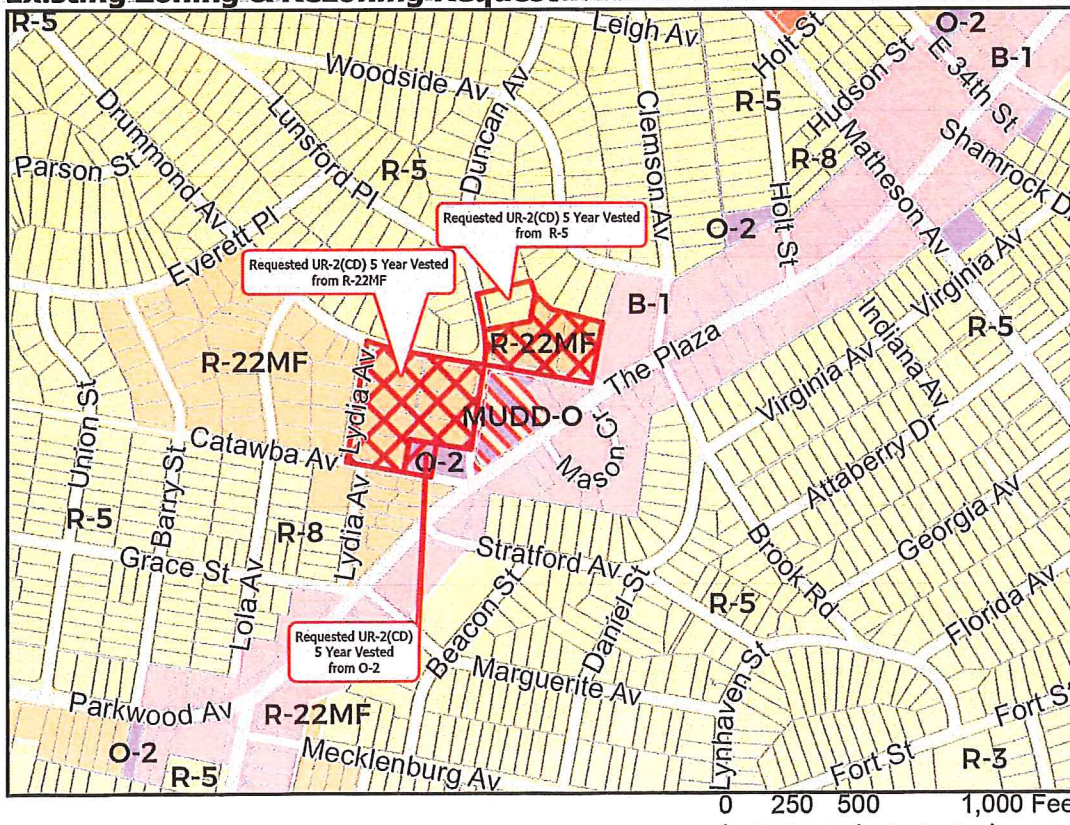 R-5
Leigh Av
O-2
B-1
Woodside Av
Holt St
E 34th St
Drummond Av
Lunsford Pl
Duncan Av
Clemson Av
R-5
Hudson St
Shamrock D
Parson St
R-5
R-8
Matheson Av
Everett Pl
Requested UR-2(CD) 5 Year Vested
from R-5
O-2
Holt St
Virginia Av
Requested UR-2(CD) 5 Year Vested
from R-22MF
B-1
Indiana Av
R-5
R-22MF
R-22MF
The Plaza
Virginia Av
Lydia Av
MUDD-O
Mason Cr
Attaberry Dr
Union St
Catawba Av
O-2
Barry St
Georgia Av
R-5
R-8
Lydia Av
Stratford Av
Brook Rd
Grace St
Lola Av
Beacon St
Daniel St
R-5
Florida Av
Requested UR-2(CD)
5 Year Vested
from O-2
Marguerite Av
Lynhaven St
Parkwood Av
R-22MF
Fort St
O-2
R-5
Mecklenburg Av
Fort St
R-3
0 250 500 1,000 Fee